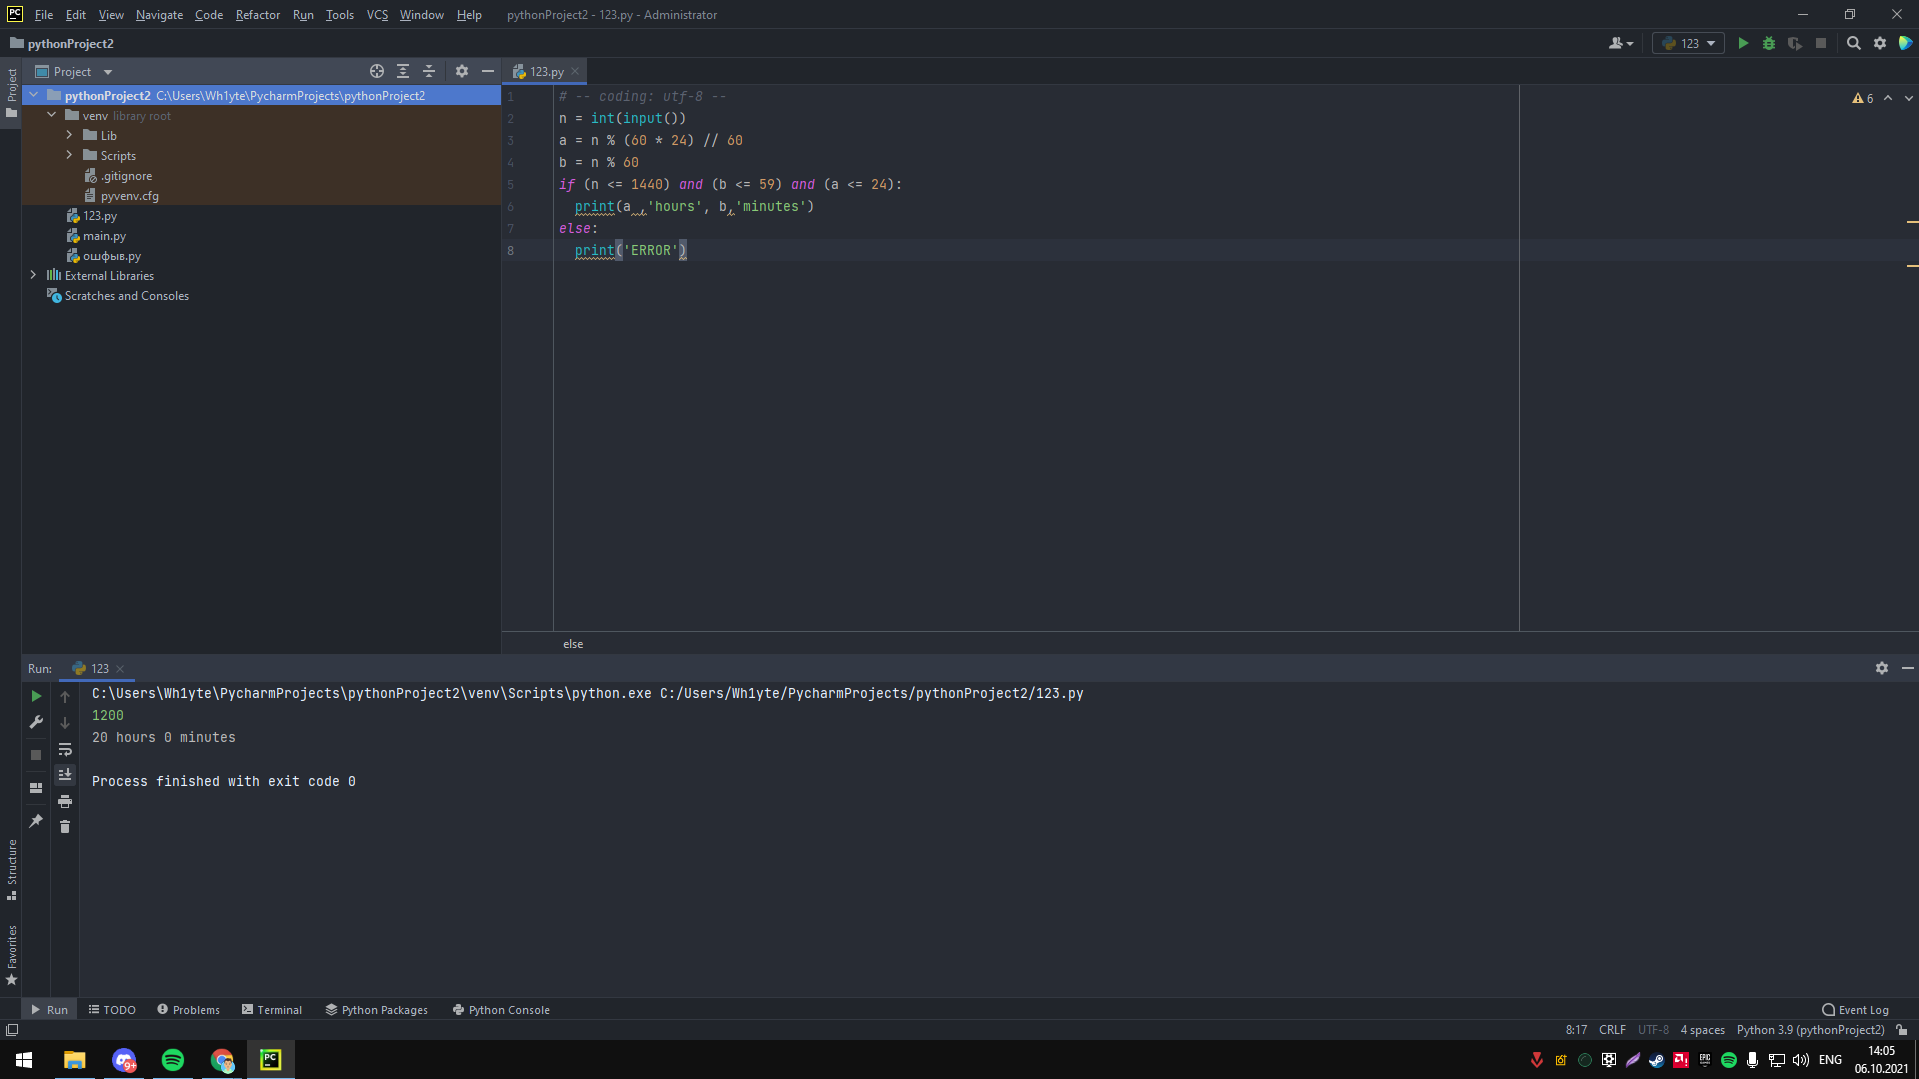 PC File Edit View Navigate Code Refactor Run Tools VCS Window Help pythonProject2 - 123.py - Administrator
pythonProject2 123
Project Project 123.py
pythonProject2 C:\Users\Wh1yte\PycharmProjects\pythonProject2
venv library root
Lib
Scripts
.gitignore
pyvenv.cfg
123.py
main.py
ошфыв.py
External Libraries
Scratches and Consoles
1 # -- coding: utf-8 --
2 n = int(input())
3 a = n % (60 * 24) // 60
4 b = n % 60
5 if (n <= 1440) and (b <= 59) and (a <= 24):
6 print(a ,'hours', b,'minutes')
7 else:
8 print('ERROR')
6
else
Run: 123
C:\Users\Wh1yte\PycharmProjects\pythonProject2\venv\Scripts\python.exe C:/Users/Wh1yte/PycharmProjects/pythonProject2/123.py
1200
20 hours 0 minutes
Process finished with exit code 0
Structure
Favorites
Run TODO Problems Terminal Python Packages Python Console Event Log
8:17 CRLF UTF-8 4 spaces Python 3.9 (pythonProject2)
9+ PC EPIC ENG 14:05
06.10.2021